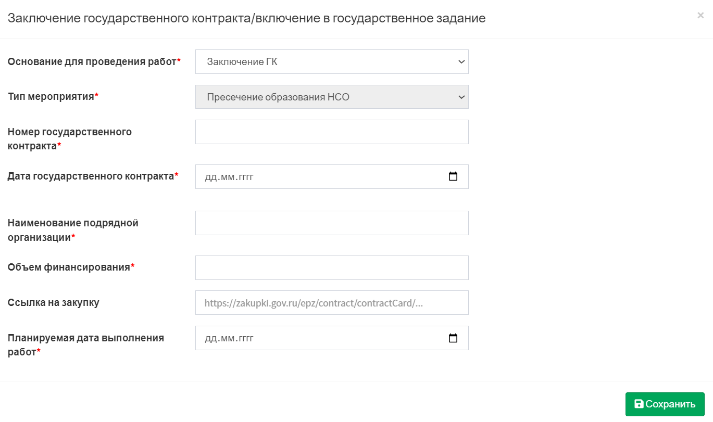 Заключение государственного контракта/включение в государственное задание
×
Основание для проведения работ*
Заключение ГК
Тип мероприятия*
Пресечение образования НСО
Номер государственного
контракта*
Дата государственного контракта*
дд.мм.гггг
Наименование подрядной
организации*
Объем финансирования*
Ссылка на закупку
https://zakupki.gov.ru/epz/contract/contractCard/...
Планируемая дата выполнения
работ*
дд.мм.гггг
Сохранить